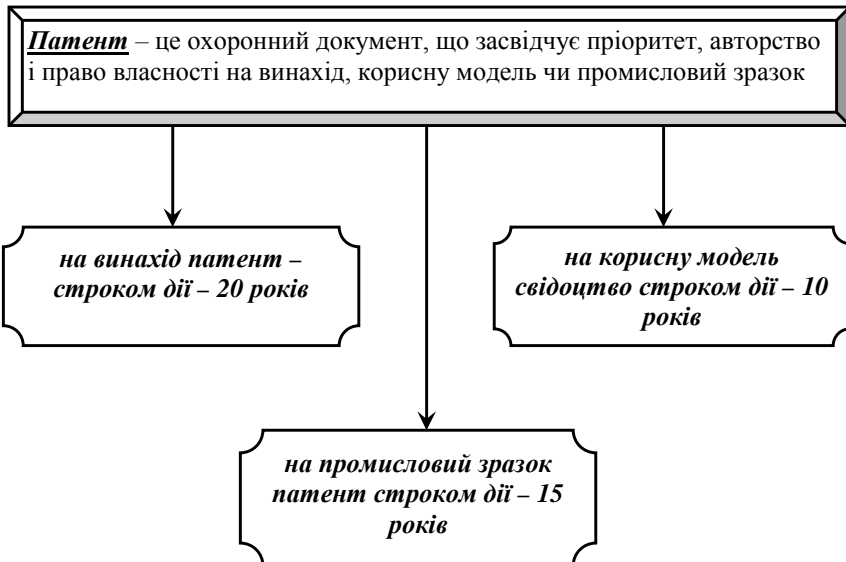 Патент – це охоронний документ, що засвідчує пріоритет, авторство
і право власності на винахід, корисну модель чи промисловий зразок
на винахід патент –
строком дії – 20 років
на корисну модель
свідоцтво строком дії – 10
років
на промисловий зразок
патент строком дії – 15
років